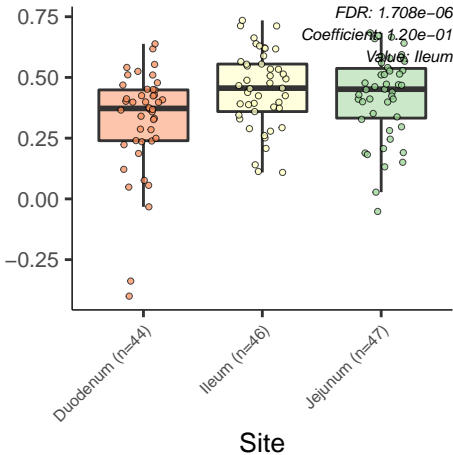 FDR: 1.708e−06
Coefficient: 1.20e−01
Value: Ileum
0.75
0.50
0.25
0.00
−0.25
Duodenum (n=44)
Ileum (n=46)
Jejunum (n=47)
Site